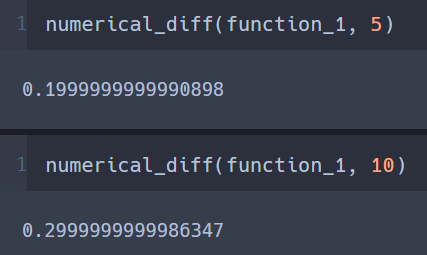 1 numerical_diff(function_1, 5)
0.1999999999990898
1 numerical_diff(function_1, 10)
0.2999999999986347